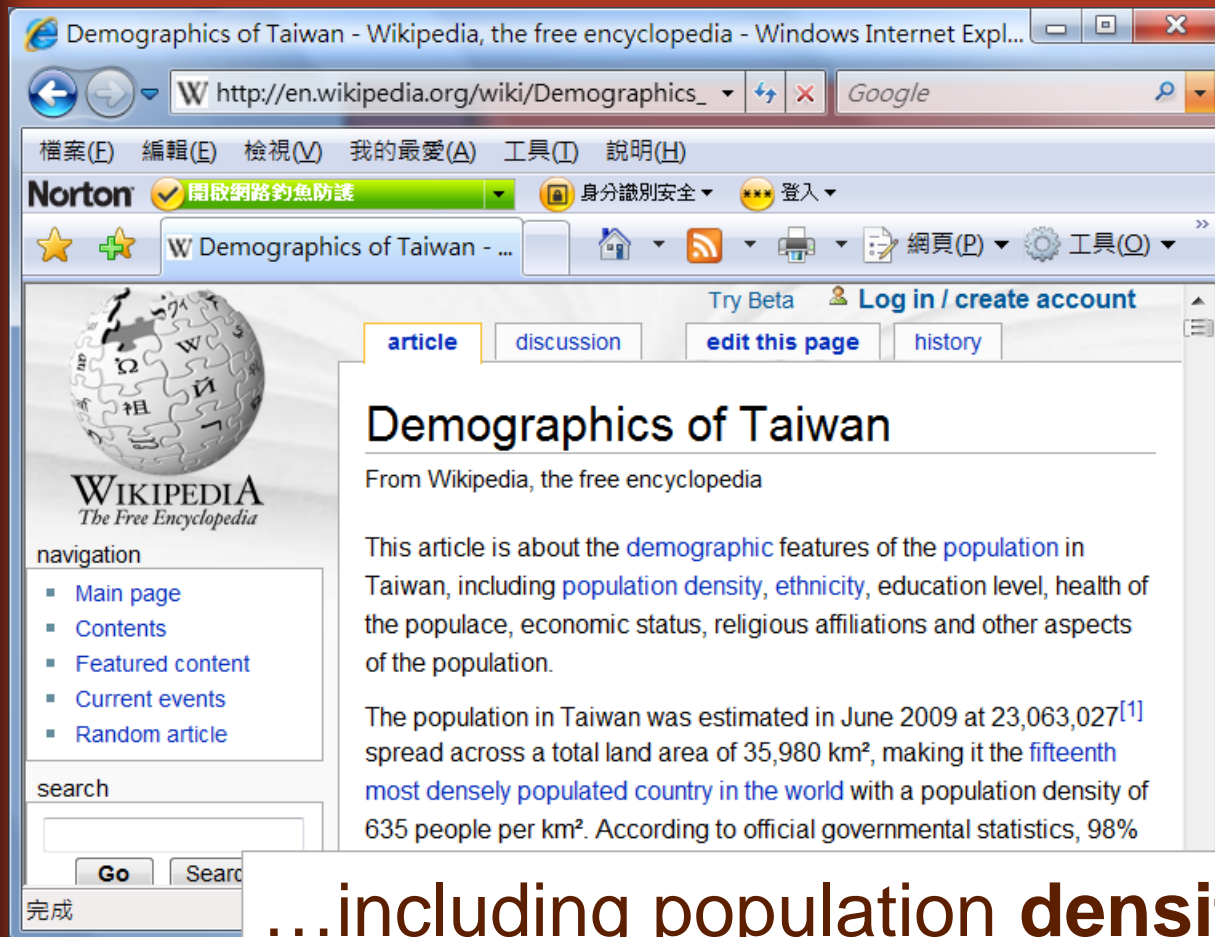 Demographics of Taiwan - Wikipedia, the free encyclopedia - Windows Internet Expl...
W http://en.wikipedia.org/wiki/Demographics_ Google
檔案(F) 編輯(E) 檢視(V) 我的最愛(A) 工具(T) 說明(H)
Norton 開啟網路釣魚防護 身分識別安全 登入
W Demographics of Taiwan - ... 網頁(P) 工具(O) »
Try Beta Log in / create account
article discussion edit this page history
Demographics of Taiwan
From Wikipedia, the free encyclopedia
This article is about the demographic features of the population in
Taiwan, including population density, ethnicity, education level, health of
the populace, economic status, religious affiliations and other aspects
of the population.
The population in Taiwan was estimated in June 2009 at 23,063,027[1]
spread across a total land area of 35,980 km², making it the fifteenth
most densely populated country in the world with a population density of
635 people per km². According to official governmental statistics, 98%
Ω W И 祖
WIKIPEDIA
The Free Encyclopedia
navigation
Main page
Contents
Featured content
Current events
Random article
search
Go Searc
完成
...including population densi